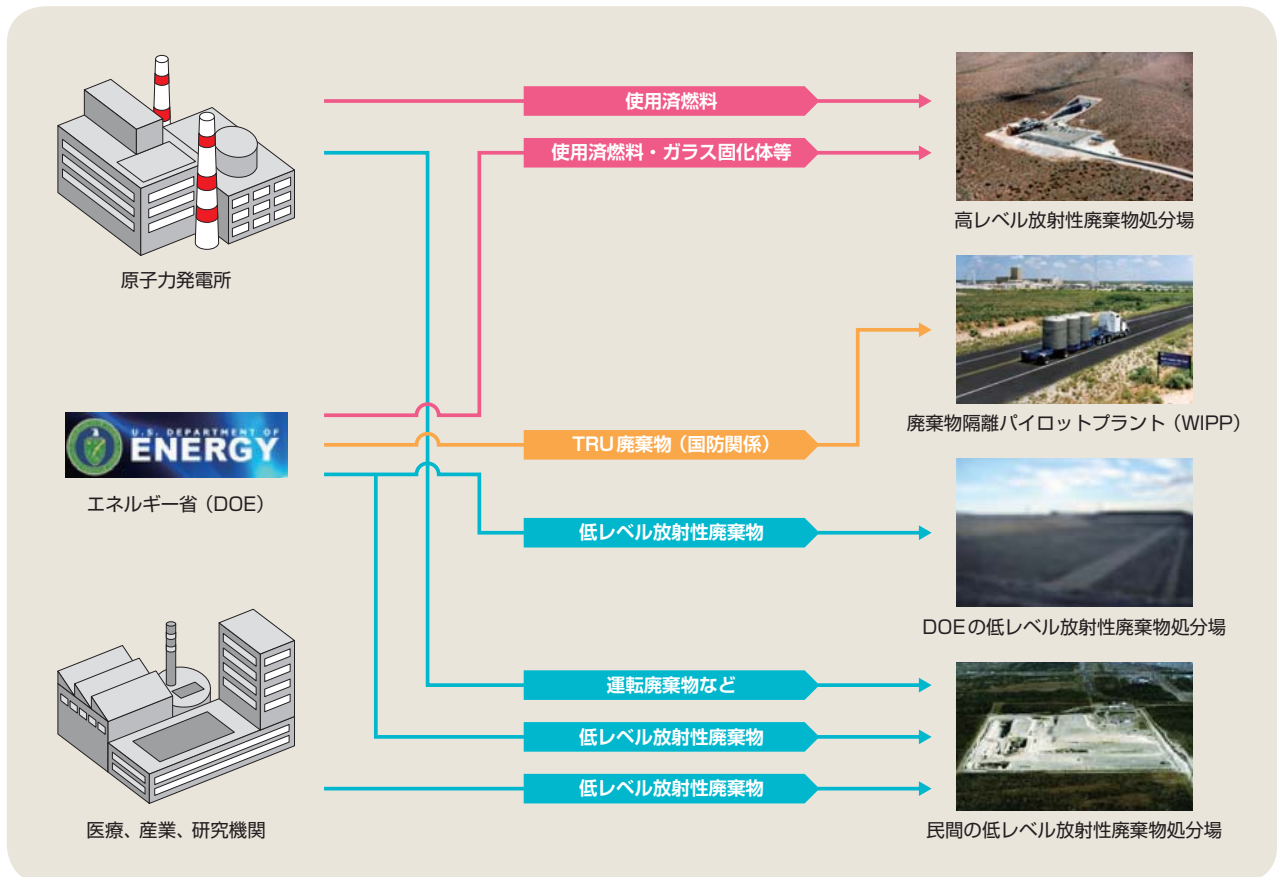 使用済燃料
使用済燃料・ガラス固化体等
高レベル放射性廃棄物処分場
原子力発電所
廃棄物隔離パイロットプラント（WIPP）
U.S. DEPARTMENT OF
ENERGY
TRU廃棄物（国防関係）
エネルギー省（DOE）
低レベル放射性廃棄物
DOEの低レベル放射性廃棄物処分場
運転廃棄物など
低レベル放射性廃棄物
低レベル放射性廃棄物
医療、産業、研究機関
民間の低レベル放射性廃棄物処分場